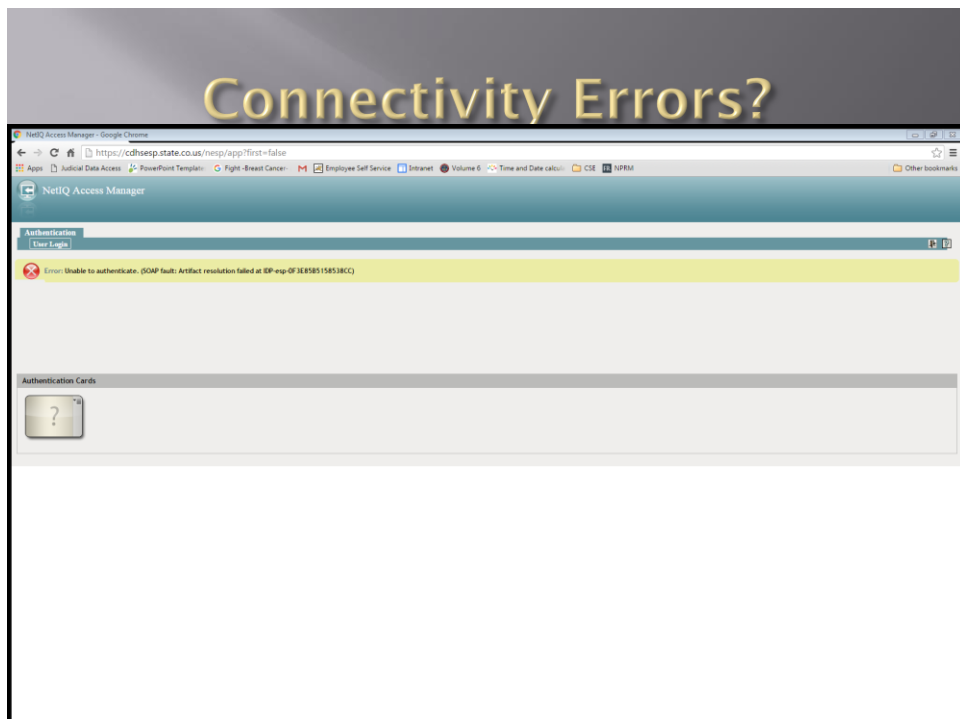 Connectivity Errors?
NetIQ Access Manager - Google Chrome
https://cdhsesp.state.co.us/nesp/app?first=false
Apps Judicial Data Access PowerPoint Template Fight -Breast Cancer- Employee Self Service Intranet Volume 6 Time and Date calcul CSE NPRM Other bookmarks
NetIQ Access Manager
Authentication
User Login
Error: Unable to authenticate. (SOAP fault: Artifact resolution failed at IDP-esp-0F3E85B5158538CC)
Authentication Cards
?